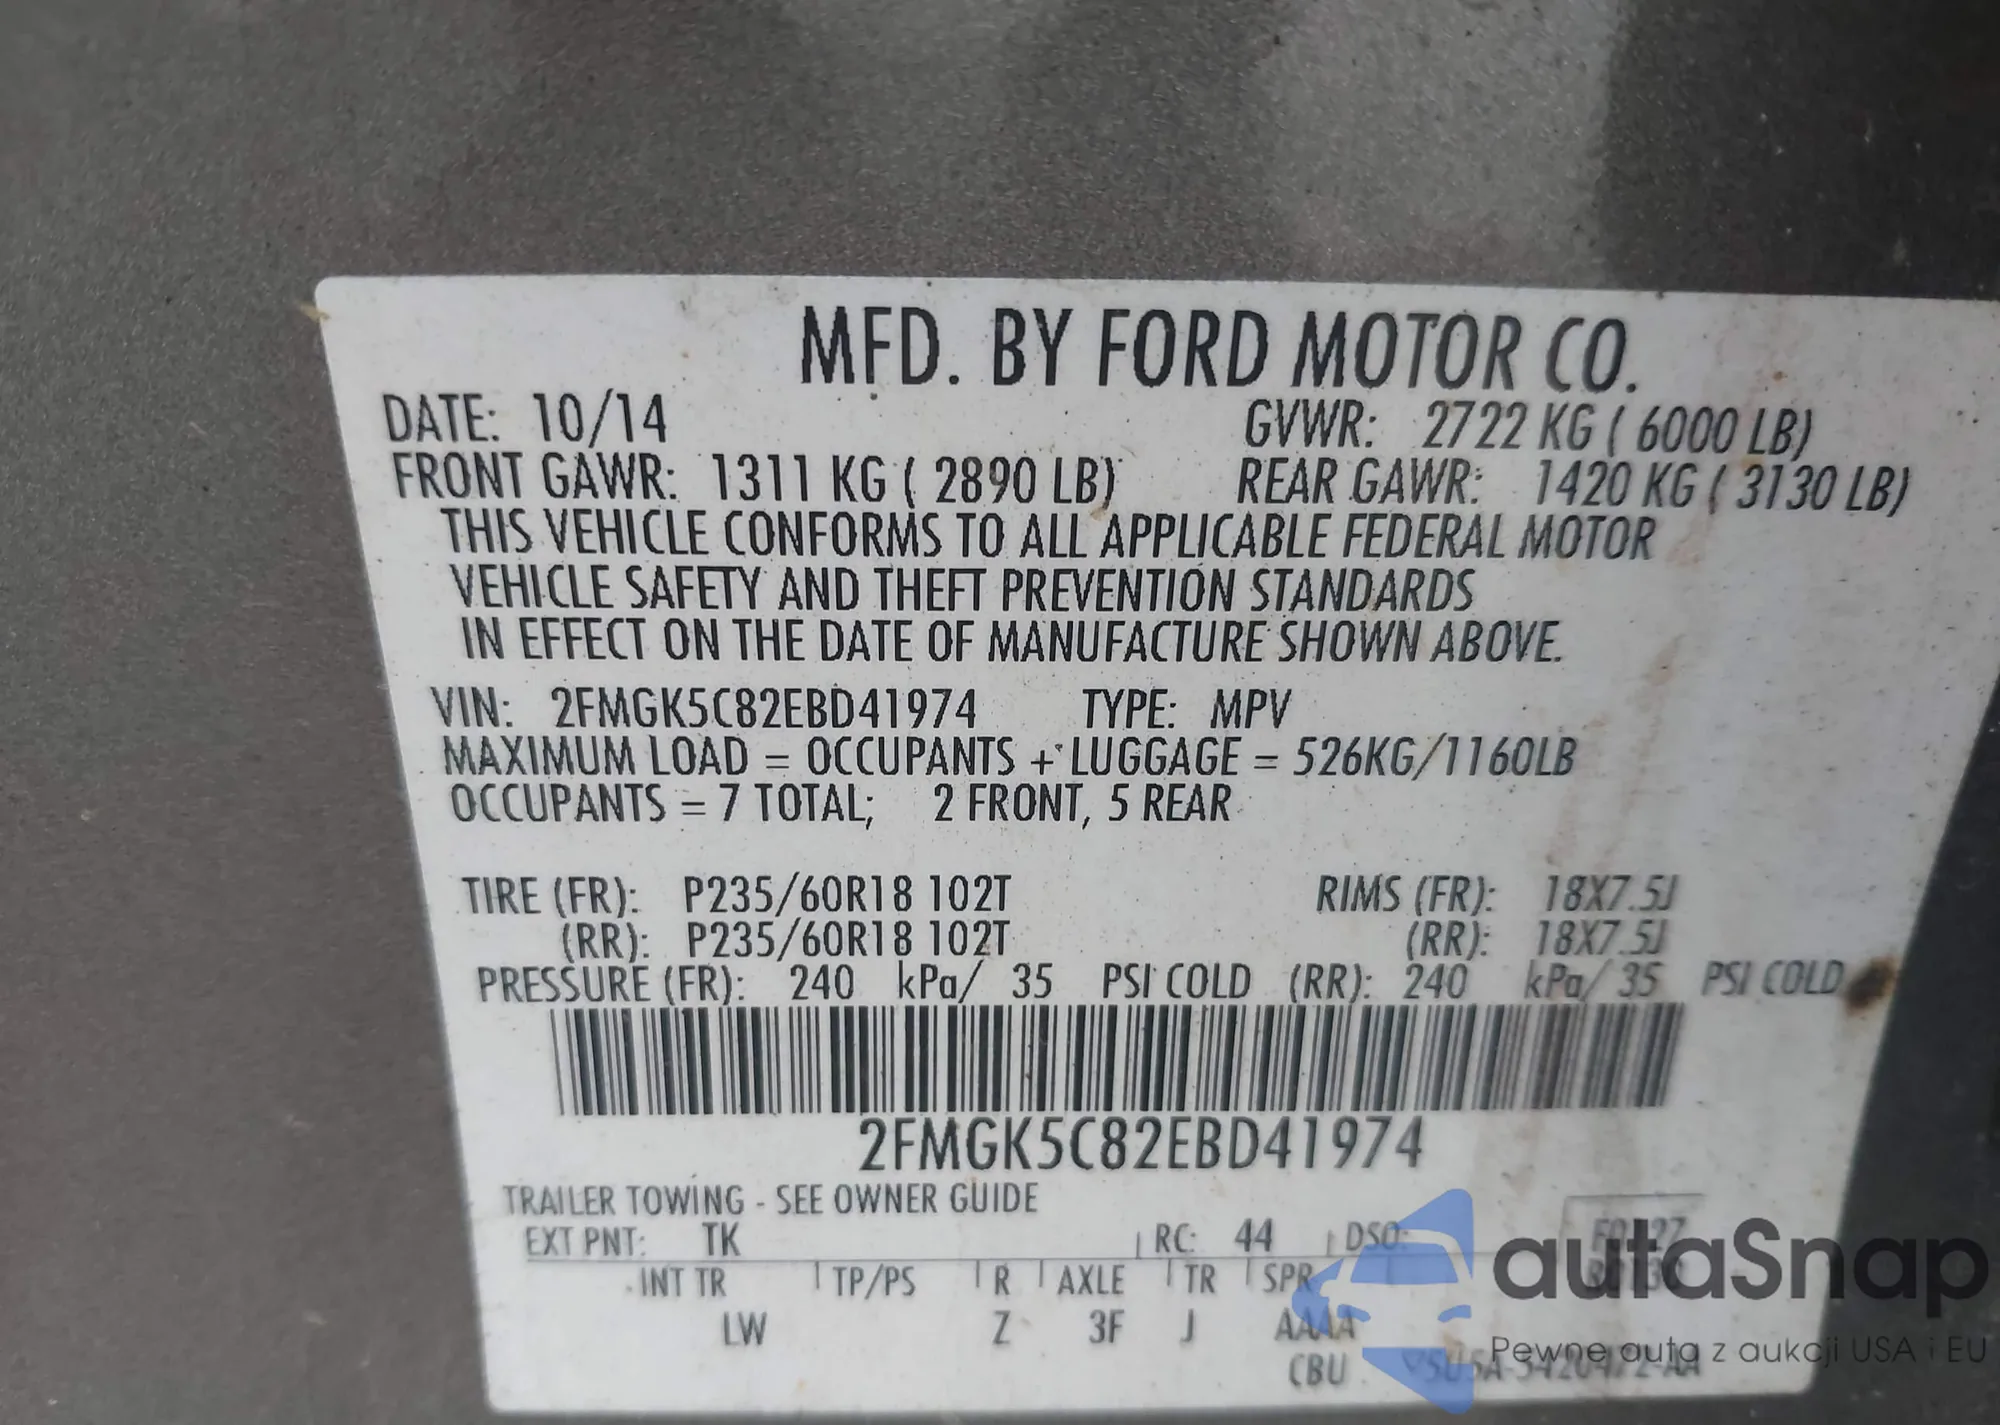 MFD. BY FORD MOTOR CO.
DATE: 10/14 GVWR: 2722 KG ( 6000 LB)
FRONT GAWR: 1311 KG ( 2890 LB) REAR GAWR: 1420 KG ( 3130 LB)
THIS VEHICLE CONFORMS TO ALL APPLICABLE FEDERAL MOTOR
VEHICLE SAFETY AND THEFT PREVENTION STANDARDS
IN EFFECT ON THE DATE OF MANUFACTURE SHOWN ABOVE.
VIN: 2FMGK5C82EBD41974 TYPE: MPV
MAXIMUM LOAD = OCCUPANTS + LUGGAGE = 526KG/1160LB
OCCUPANTS = 7 TOTAL; 2 FRONT, 5 REAR
TIRE (FR): P235/60R18 102T RIMS (FR): 18X7.5J
(RR): P235/60R18 102T (RR): 18X7.5J
PRESSURE (FR): 240 kPa/ 35 PSI COLD (RR): 240 kPa/ 35 PSI COLD
2FMGK5C82EBD41974
TRAILER TOWING - SEE OWNER GUIDE
EXT PNT: TK RC: 44 DSO:
INT TR TP/PS R AXLE TR SPR
LW Z 3F J AAAA
CBU
autaSnap
Pewne auta z aukcji USA i EU